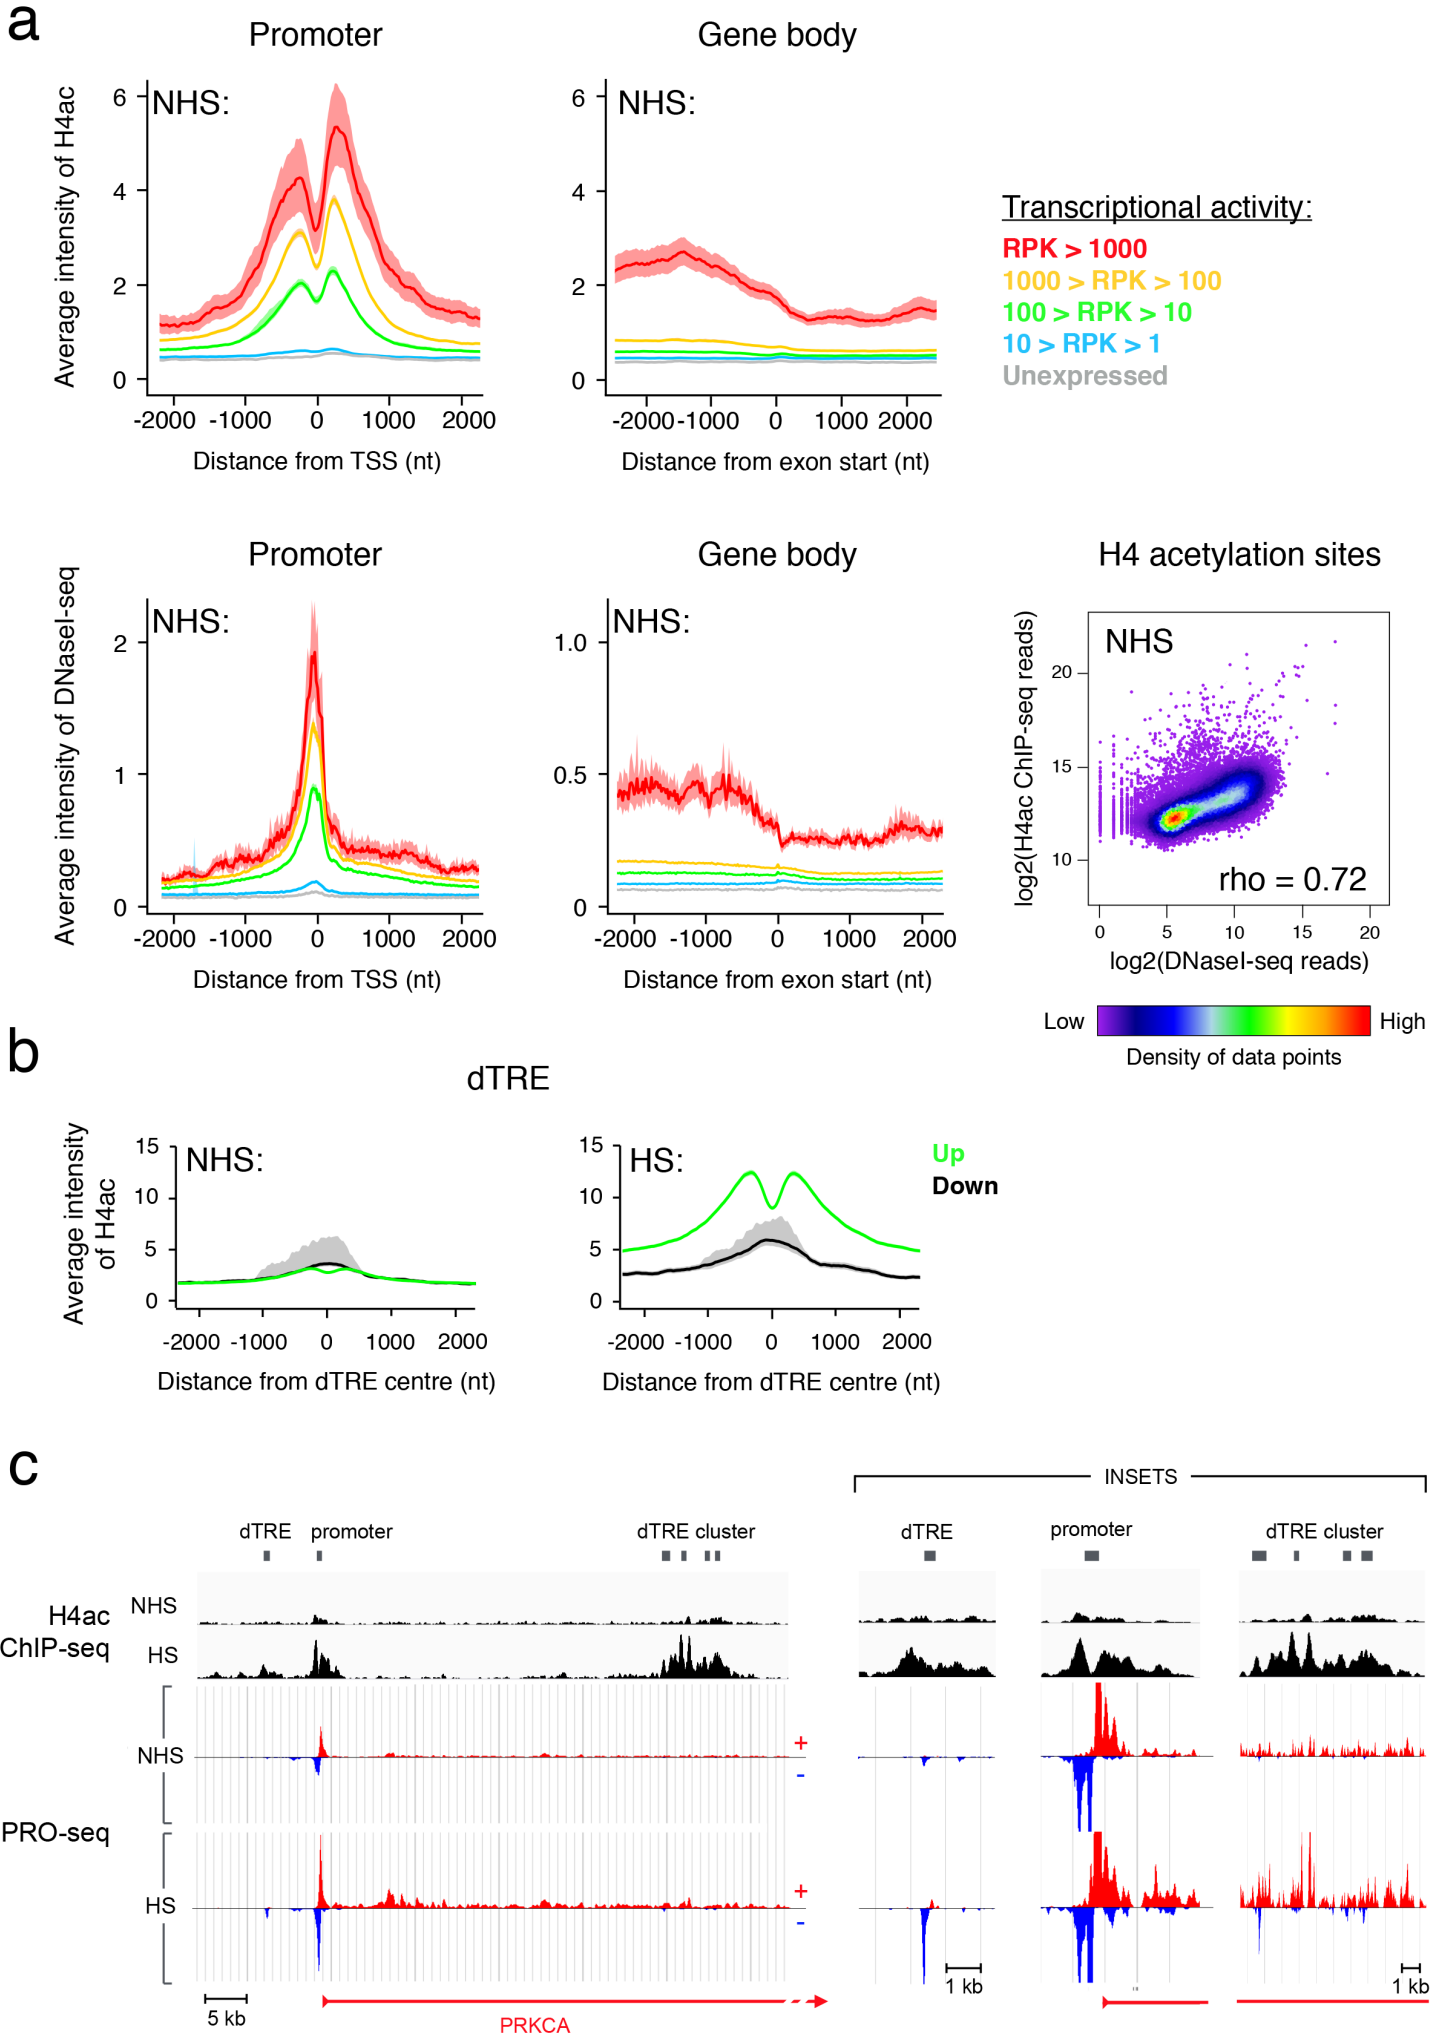 a
Promoter
Gene body
Average intensity of H4ac
NHS:
6
4
2
0
-2000 -1000 0 1000 2000
Distance from TSS (nt)
NHS:
6
4
2
0
-2000 -1000 0 1000 2000
Distance from exon start (nt)
Transcriptional activity:
RPK > 1000
1000 > RPK > 100
100 > RPK > 10
10 > RPK > 1
Unexpressed
Promoter
Gene body
H4 acetylation sites
Average intensity of DNaseI-seq
NHS:
2
1
0
-2000 -1000 0 1000 2000
Distance from TSS (nt)
NHS:
1.0
0.5
0
-2000 -1000 0 1000 2000
Distance from exon start (nt)
log2(H4ac ChIP-seq reads)
NHS
20
15
10
rho = 0.72
0 5 10 15 20
log2(DNaseI-seq reads)
Low High
Density of data points
b
dTRE
Average intensity
of H4ac
NHS:
15
10
5
0
-2000 -1000 0 1000 2000
Distance from dTRE centre (nt)
HS:
15
10
5
0
-2000 -1000 0 1000 2000
Distance from dTRE centre (nt)
Up
Down
c
INSETS
dTRE promoter dTRE cluster
dTRE promoter dTRE cluster
H4ac
ChIP-seq
NHS
HS
PRO-seq
NHS
+
-
HS
+
-
5 kb
PRKCA
1 kb
1 kb